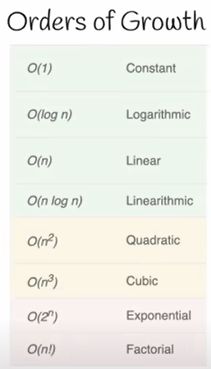 Orders of Growth
O(1) Constant
O(log n) Logarithmic
O(n) Linear
O(n log n) Linearithmic
O(n²) Quadratic
O(n³) Cubic
O(2ⁿ) Exponential
O(n!) Factorial